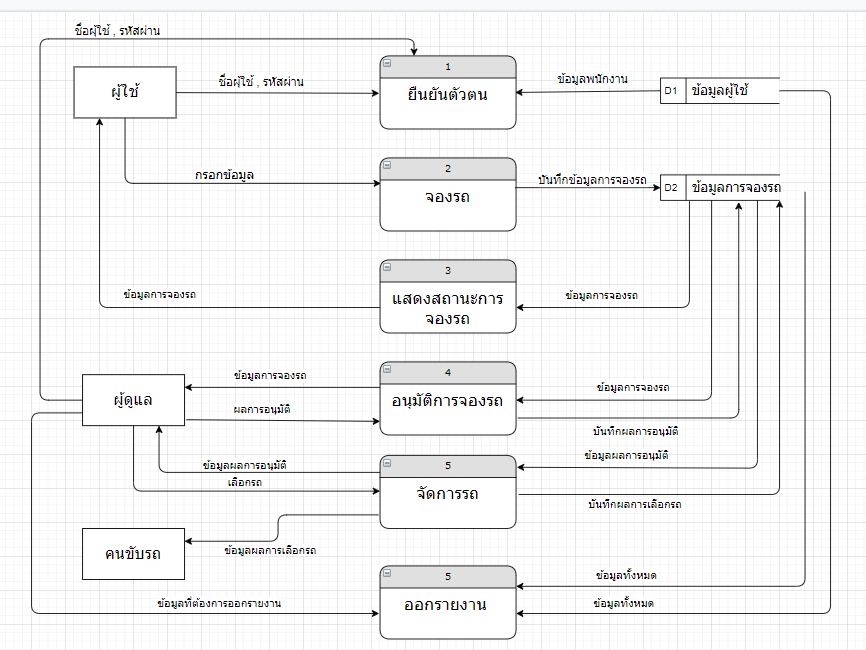 ชื่อผู้ใช้ , รหัสผ่าน
1
ผู้ใช้
ชื่อผู้ใช้ , รหัสผ่าน
ยืนยันตัวตน
ข้อมูลพนักงาน
D1 ข้อมูลผู้ใช้
2
กรอกข้อมูล
จองรถ
บันทึกข้อมูลการจองรถ
D2 ข้อมูลการจองรถ
3
ข้อมูลการจองรถ
แสดงสถานะการ
จองรถ
ข้อมูลการจองรถ
4
ข้อมูลการจองรถ
ผู้ดูแล
อนุมัติการจองรถ
ข้อมูลการจองรถ
ผลการอนุมัติ
บันทึกผลการอนุมัติ
5
ข้อมูลผลการอนุมัติ
ข้อมูลผลการอนุมัติ
เลือกรถ
จัดการรถ
บันทึกผลการเลือกรถ
คนขับรถ
ข้อมูลผลการเลือกรถ
5
ข้อมูลทั้งหมด
ข้อมูลที่ต้องการออกรายงาน
ออกรายงาน
ข้อมูลทั้งหมด